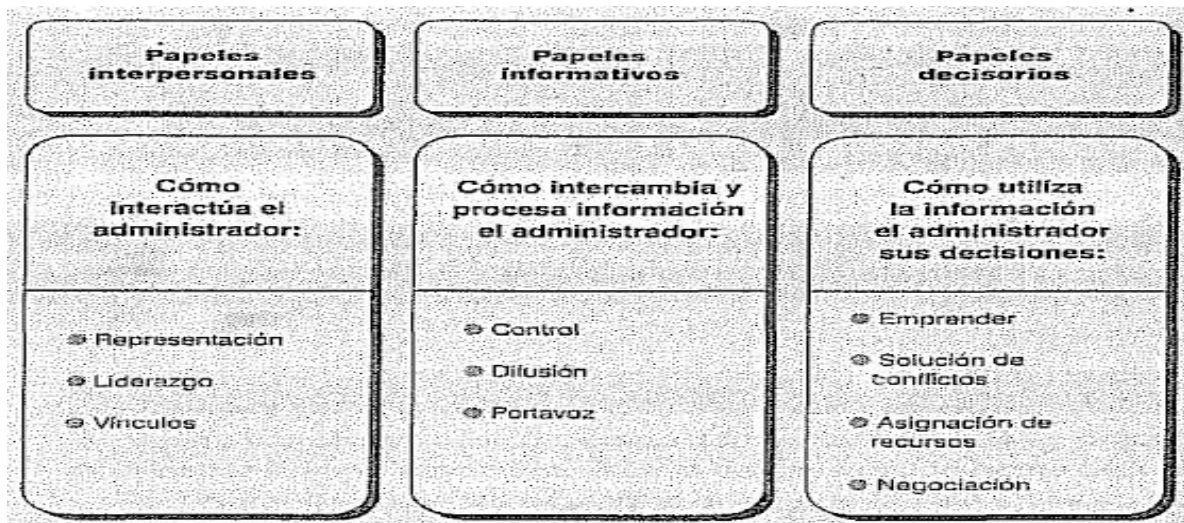 Papeles
interpersonales
Cómo
interactúa el
administrador:
Representación
Liderazgo
Vínculos
Papeles
informativos
Cómo intercambia y
procesa información
el administrador:
Control
Dilusión
Portavoz
Papeles
decisorios
Cómo utiliza
la información
el administrador
sus decisiones:
Emprender
Solución de
conflictos
Asignación de
recursos
Negociación